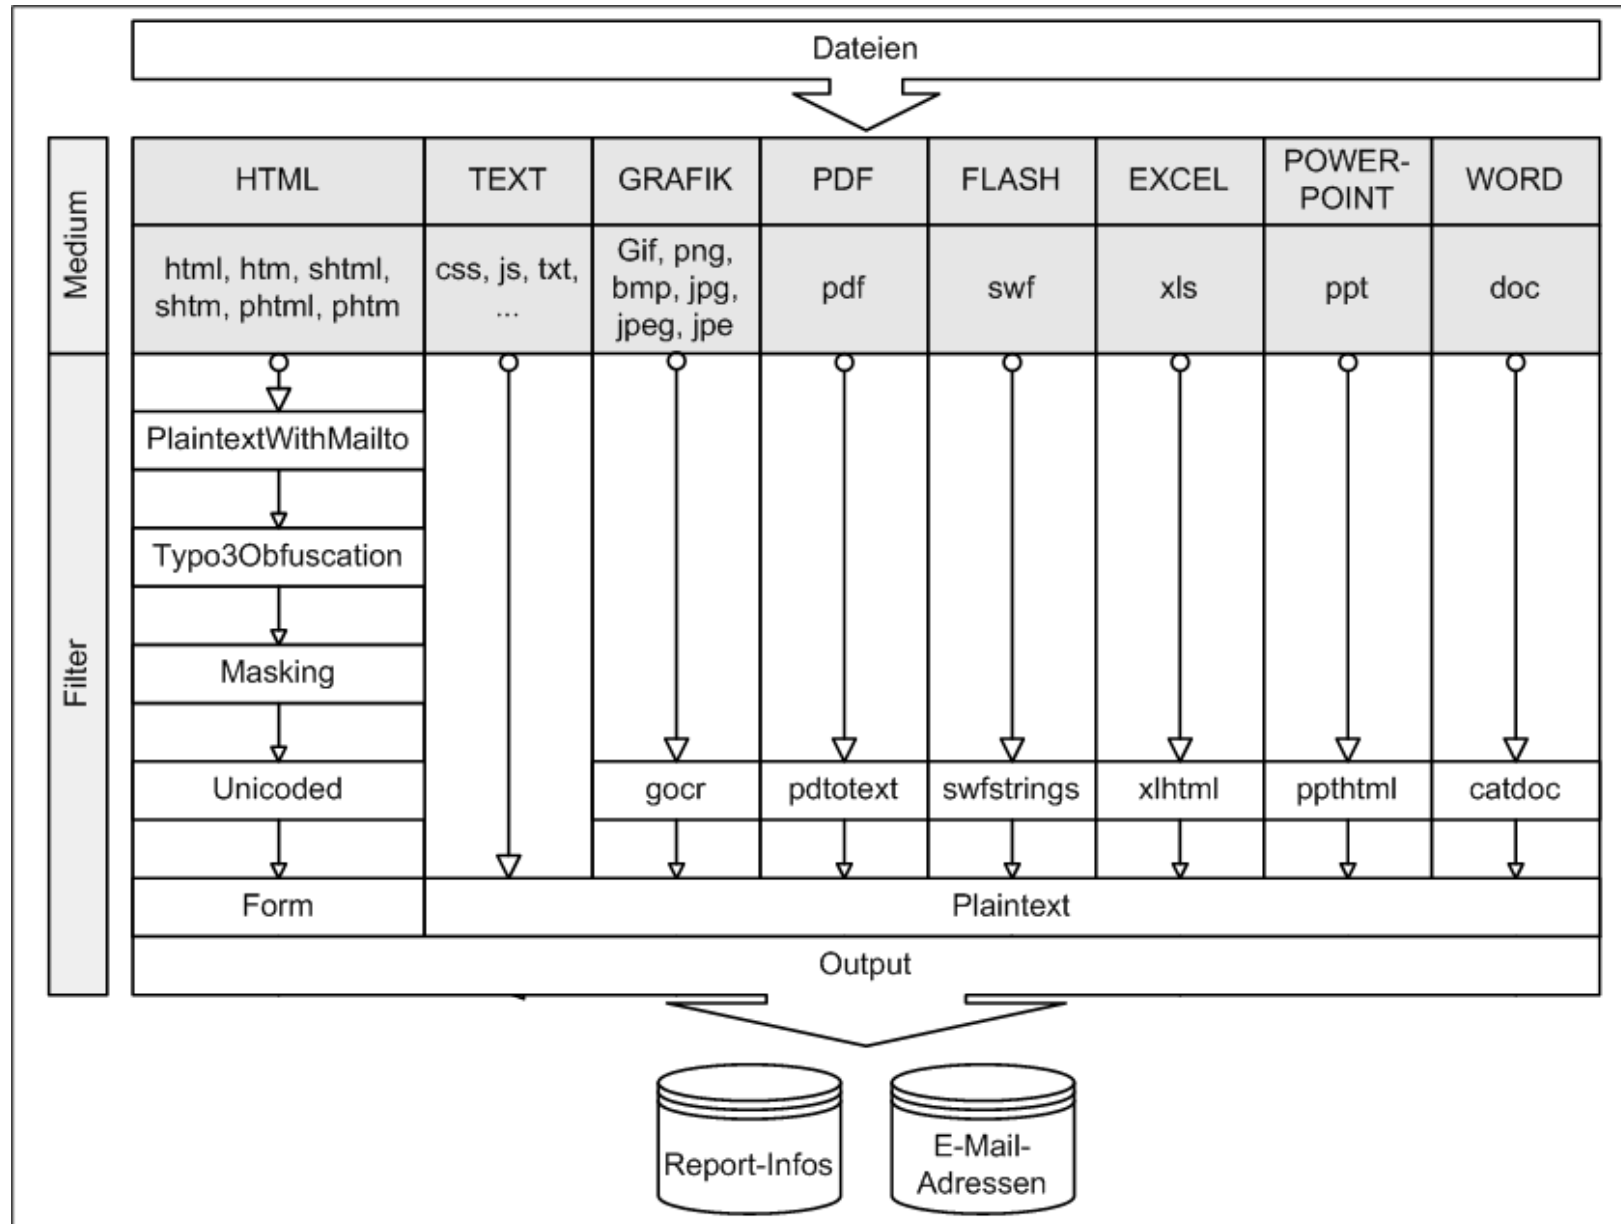 Dateien
Medium
HTML
TEXT
GRAFIK
PDF
FLASH
EXCEL
POWER-
POINT
WORD
html, htm, shtml,
shtm, phtml, phtm
css, js, txt,
...
Gif, png,
bmp, jpg,
jpeg, jpe
pdf
swf
xls
ppt
doc
Filter
PlaintextWithMailto
Typo3Obfuscation
Masking
Unicoded
gocr
pdtotext
swfstrings
xlhtml
ppthtml
catdoc
Form
Plaintext
Output
Report-Infos
E-Mail-
Adressen